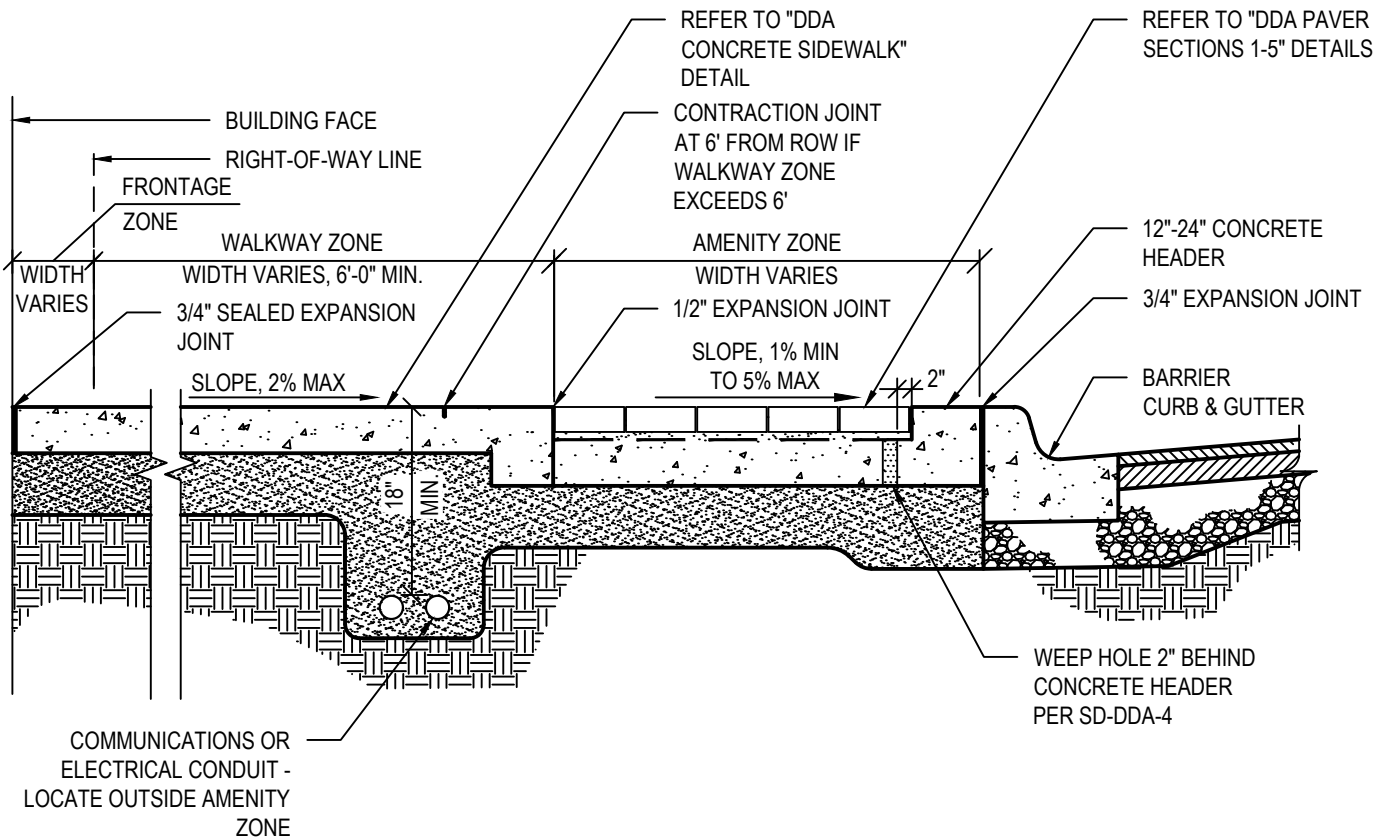 REFER TO "DDA
CONCRETE SIDEWALK"
DETAIL
REFER TO "DDA PAVER
SECTIONS 1-5" DETAILS
BUILDING FACE
RIGHT-OF-WAY LINE
CONTRACTION JOINT
AT 6' FROM ROW IF
WALKWAY ZONE
EXCEEDS 6'
FRONTAGE
ZONE
WALKWAY ZONE
WIDTH VARIES, 6'-0" MIN.
AMENITY ZONE
WIDTH VARIES
12"-24" CONCRETE
HEADER
WIDTH
VARIES
3/4" SEALED EXPANSION
JOINT
1/2" EXPANSION JOINT
3/4" EXPANSION JOINT
SLOPE, 2% MAX
SLOPE, 1% MIN
TO 5% MAX
2"
BARRIER
CURB & GUTTER
18"
MIN
WEEP HOLE 2" BEHIND
CONCRETE HEADER
PER SD-DDA-4
COMMUNICATIONS OR
ELECTRICAL CONDUIT -
LOCATE OUTSIDE AMENITY
ZONE